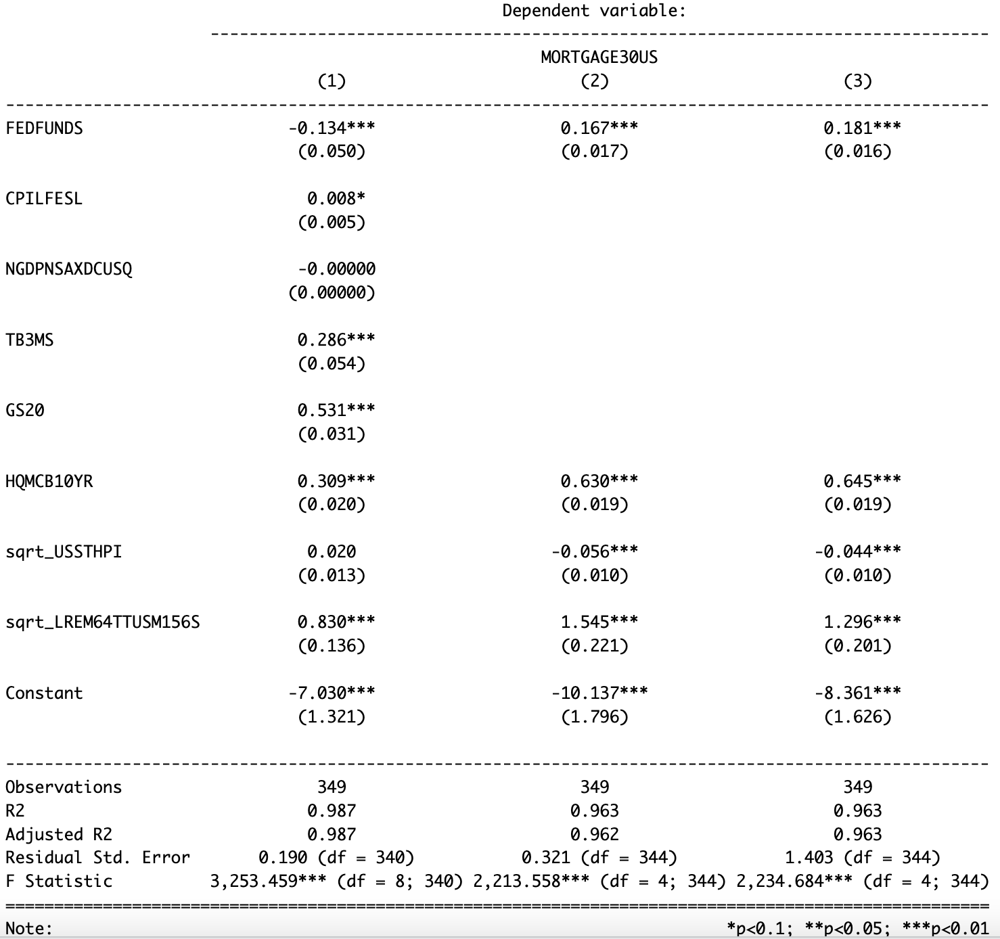 Dependent variable:
--------------------------------------------------------------------------------
MORTGAGE30US
(1) (2) (3)
-----------------------------------------------------------------------------------------------------
FEDFUNDS -0.134*** 0.167*** 0.181***
(0.050) (0.017) (0.016)
CPILFESL 0.008*
(0.005)
NGDPNSAXDCUSQ -0.00000
(0.00000)
TB3MS 0.286***
(0.054)
GS20 0.531***
(0.031)
HQMCB10YR 0.309*** 0.630*** 0.645***
(0.020) (0.019) (0.019)
sqrt_USSTHPI 0.020 -0.056*** -0.044***
(0.013) (0.010) (0.010)
sqrt_LREM64TTUSM156S 0.830*** 1.545*** 1.296***
(0.136) (0.221) (0.201)
Constant -7.030*** -10.137*** -8.361***
(1.321) (1.796) (1.626)
-----------------------------------------------------------------------------------------------------
Observations 349 349 349
R2 0.987 0.963 0.963
Adjusted R2 0.987 0.962 0.963
Residual Std. Error 0.190 (df = 340) 0.321 (df = 344) 1.403 (df = 344)
F Statistic 3,253.459*** (df = 8; 340) 2,213.558*** (df = 4; 344) 2,234.684*** (df = 4; 344)
=====================================================================================================
Note: *p<0.1; **p<0.05; ***p<0.01